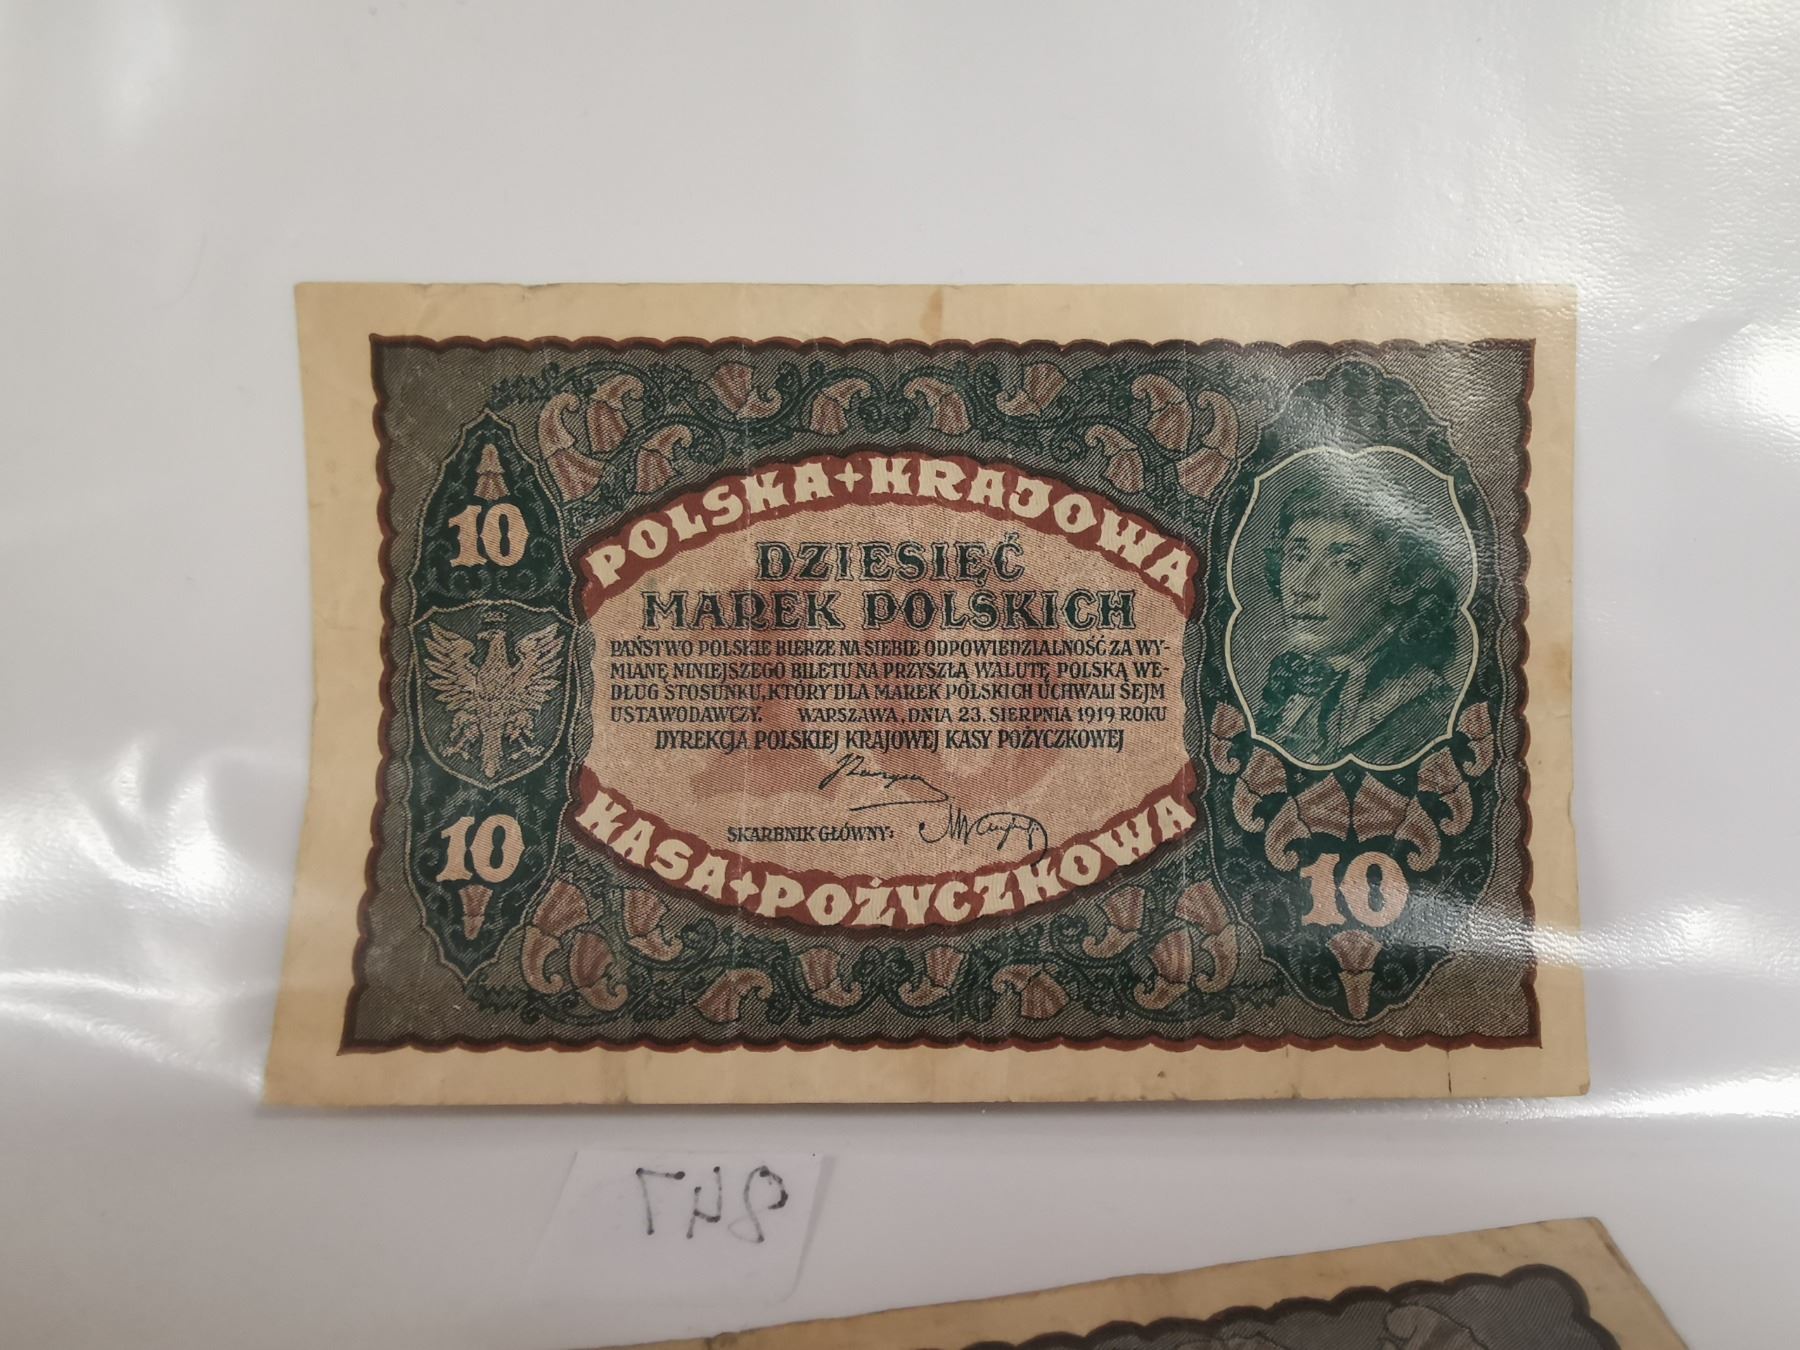 POLSKA+KRAJOWA
DZIESIĘĆ
MAREK POLSKICH
PAŃSTWO POLSKIE BIERZE NA SIEBIE ODPOWIEDZIALNOŚĆ ZA WY-
MIANĘ NINIEJSZEGO BILETU NA PRZYSZŁĄ WALUTĘ POLSKĄ WE-
DŁUG STOSUNKU, KTÓRY DLA MAREK POLSKICH UCHWALI SEJM
USTAWODAWCZY. WARSZAWA, DNIA 23. SIERPNIA 1919 ROKU
DYREKCJA POLSKIEJ KRAJOWEJ KASY POŻYCZKOWEJ
SKARBNIK GŁÓWNY:
KASA+POŻYCZKOWA
10
10
10
10
947